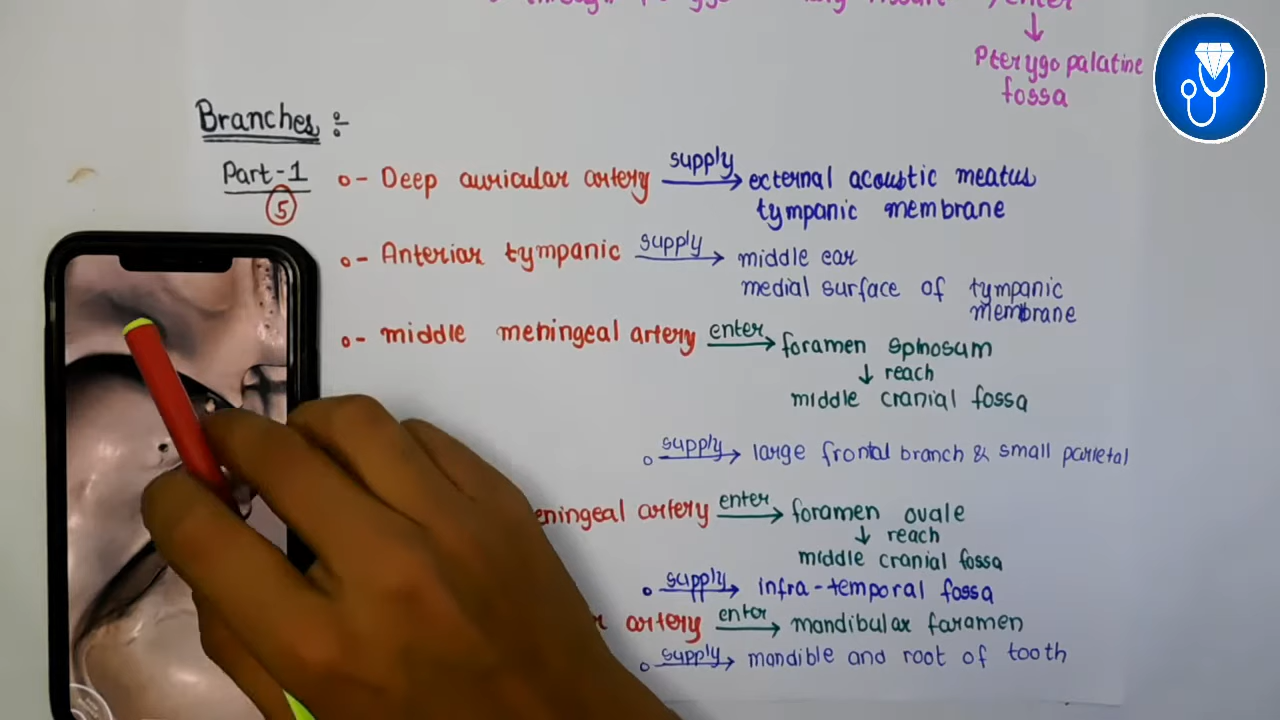 enter
↓
Pterygo palatine
fossa
Branches :-
Part-1
5
o- Deep auricular artery supply → external acoustic meatus
tympanic membrane
o- Anteriar tympanic supply → middle ear
medial surface of tympanic
membrane
o- middle meningeal artery enter → foramen spinosum
↓ reach
middle cranial fossa
o supply → large frontal branch & small parietal
eningeal artery enter → foramen ovale
↓ reach
middle cranial fossa
o supply → infra-temporal fossa
artery enter → mandibular faramen
o supply → mandible and root of tooth